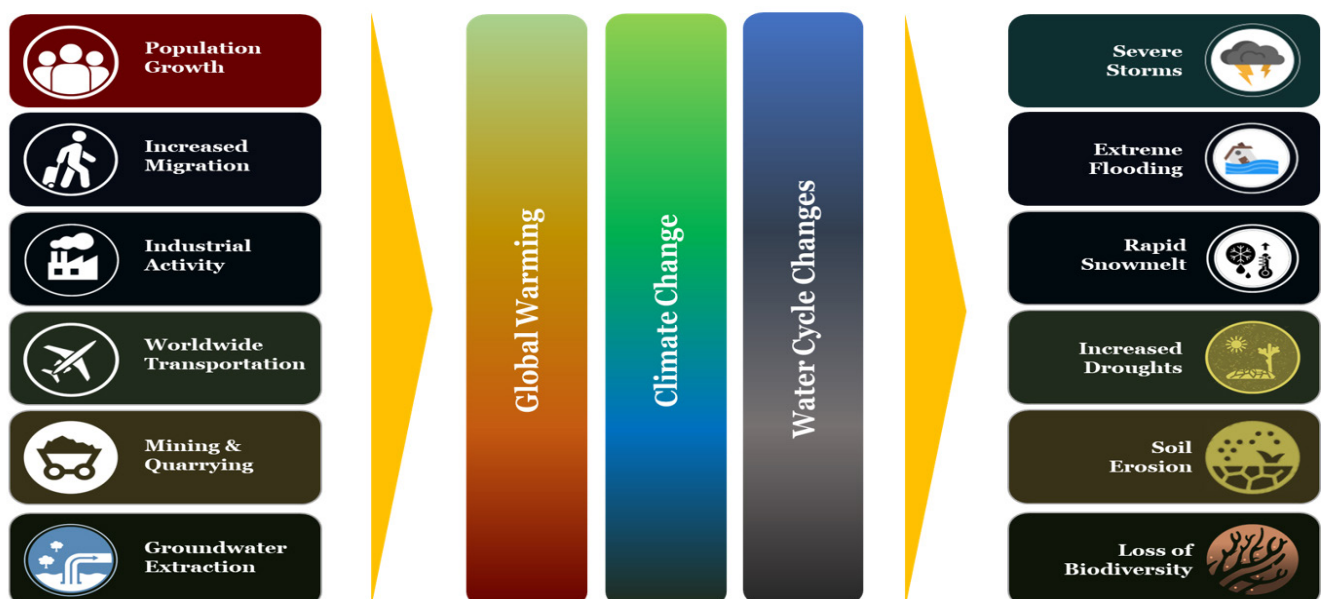 Population
Growth
Increased
Migration
Industrial
Activity
Worldwide
Transportation
Mining &
Quarrying
Groundwater
Extraction
Global Warming
Climate Change
Water Cycle Changes
Severe
Storms
Extreme
Flooding
Rapid
Snowmelt
Increased
Droughts
Soil
Erosion
Loss of
Biodiversity